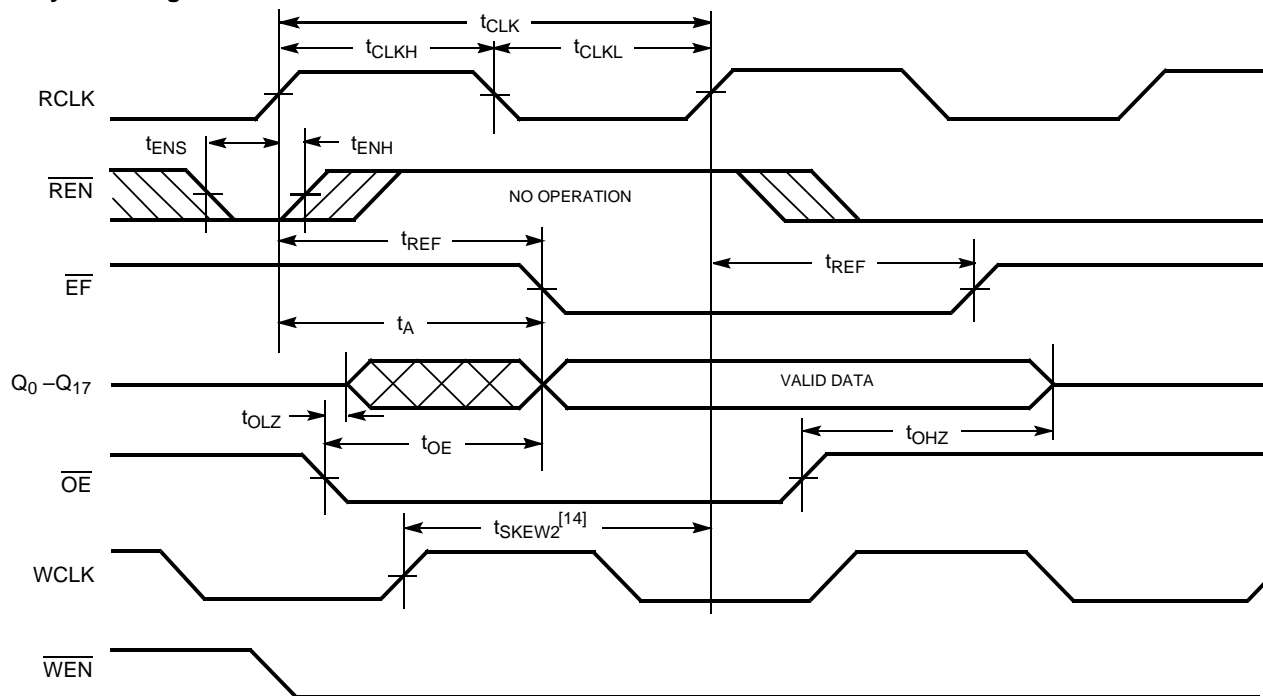 tCLK
tCLKH
tCLKL
RCLK
tENS
tENH
REN
NO OPERATION
tREF
tREF
EF
tA
Q0 –Q17
VALID DATA
tOLZ
tOE
tOHZ
OE
tSKEW2[14]
WCLK
WEN